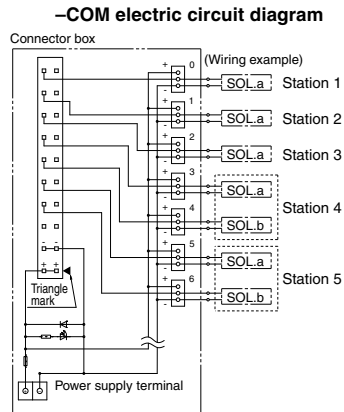 –COM electric circuit diagram
Connector box
(Wiring example)
+ 0
- SOL.a Station 1
+ 1
- SOL.a Station 2
+ 2
- SOL.a Station 3
+ 3
- SOL.a
Station 4
+ 4
- SOL.b
+ 5
- SOL.a
Station 5
+ 6
- SOL.b
- -
+ +
Triangle
mark
Power supply terminal